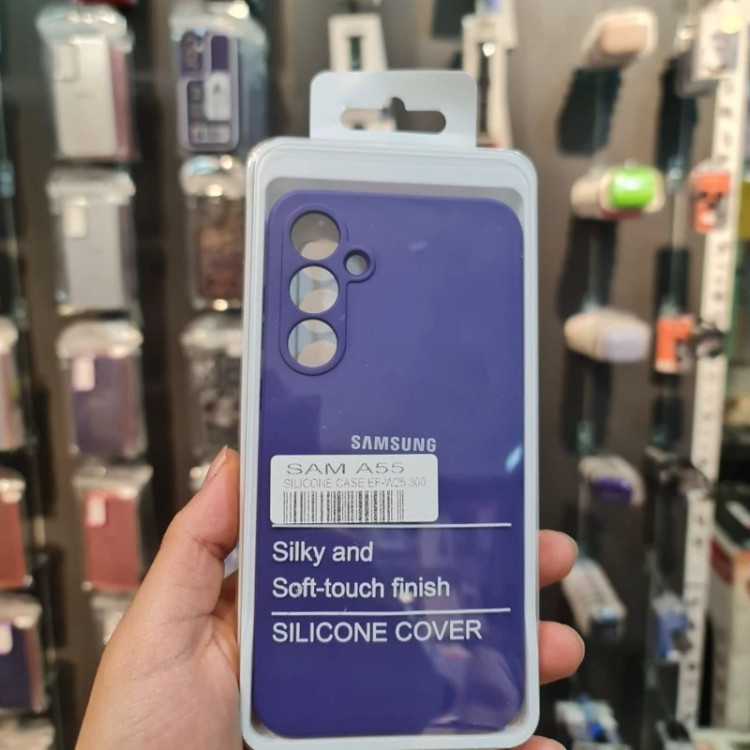 SAMSUNG
SAM A55
SILICONE CASE EF-W25 300
Silky and
Soft-touch finish
SILICONE COVER